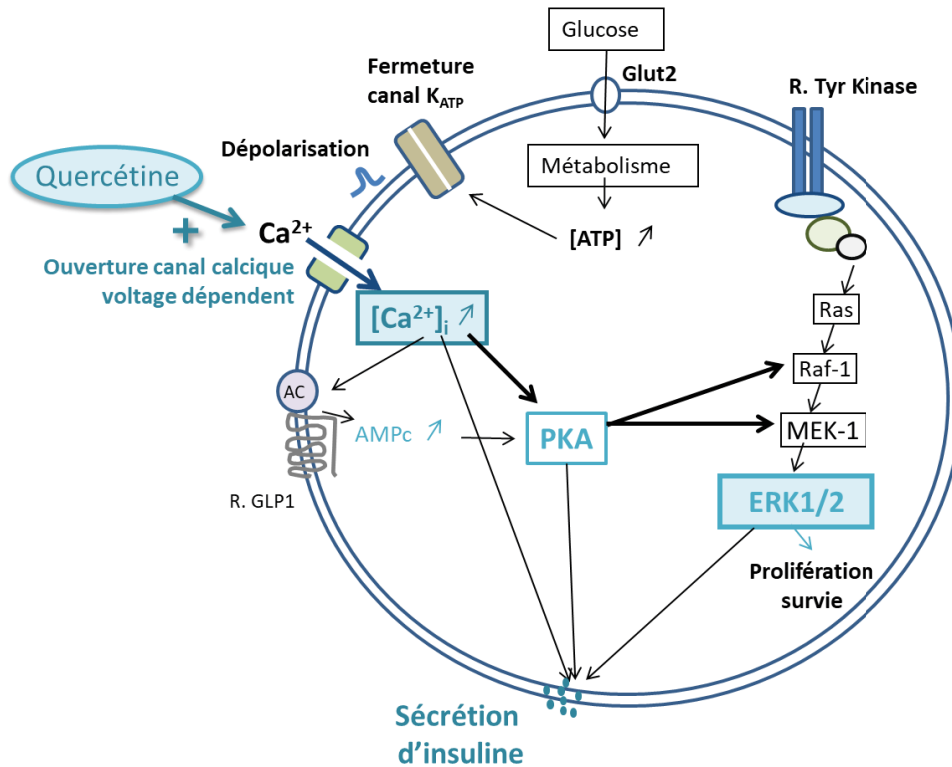 Glucose
Glut2
Fermeture
canal K_ATP
R. Tyr Kinase
Dépolarisation
Métabolisme
Quercétine
+
Ca²⁺
[ATP] ↗
Ouverture canal calcique
voltage dépendent
[Ca²⁺]i ↗
Ras
Raf-1
AC
AMPc ↗
PKA
MEK-1
R. GLP1
ERK1/2
Prolifération
survie
Sécrétion
d’insuline